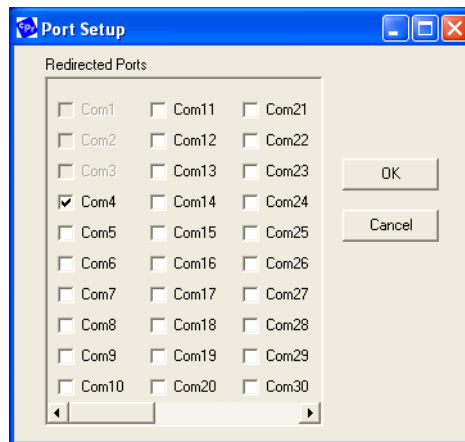 Port Setup
Redirected Ports
Com1 Com11 Com21
Com2 Com12 Com22
Com3 Com13 Com23
Com4 Com14 Com24
Com5 Com15 Com25
Com6 Com16 Com26
Com7 Com17 Com27
Com8 Com18 Com28
Com9 Com19 Com29
Com10 Com20 Com30
OK
Cancel